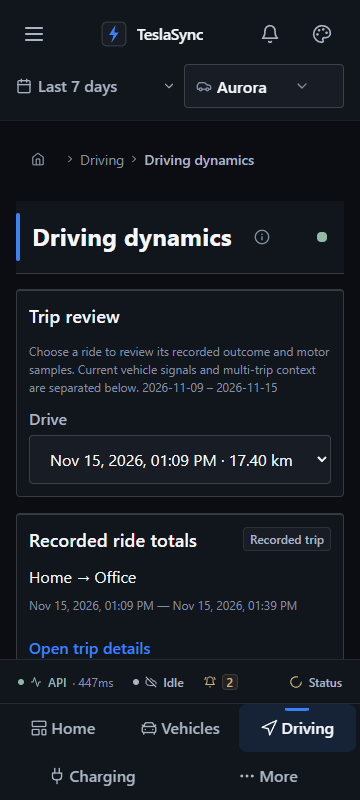 TeslaSync
Last 7 days
Aurora
Driving
Driving dynamics
Driving dynamics
Trip review
Choose a ride to review its recorded outcome and motor
samples. Current vehicle signals and multi-trip context
are separated below. 2026-11-09 – 2026-11-15
Drive
Nov 15, 2026, 01:09 PM · 17.40 km
Recorded ride totals
Recorded trip
Home → Office
Nov 15, 2026, 01:09 PM — Nov 15, 2026, 01:39 PM
Open trip details
API · 447ms
Idle
2
Status
Home
Vehicles
Driving
Charging
More